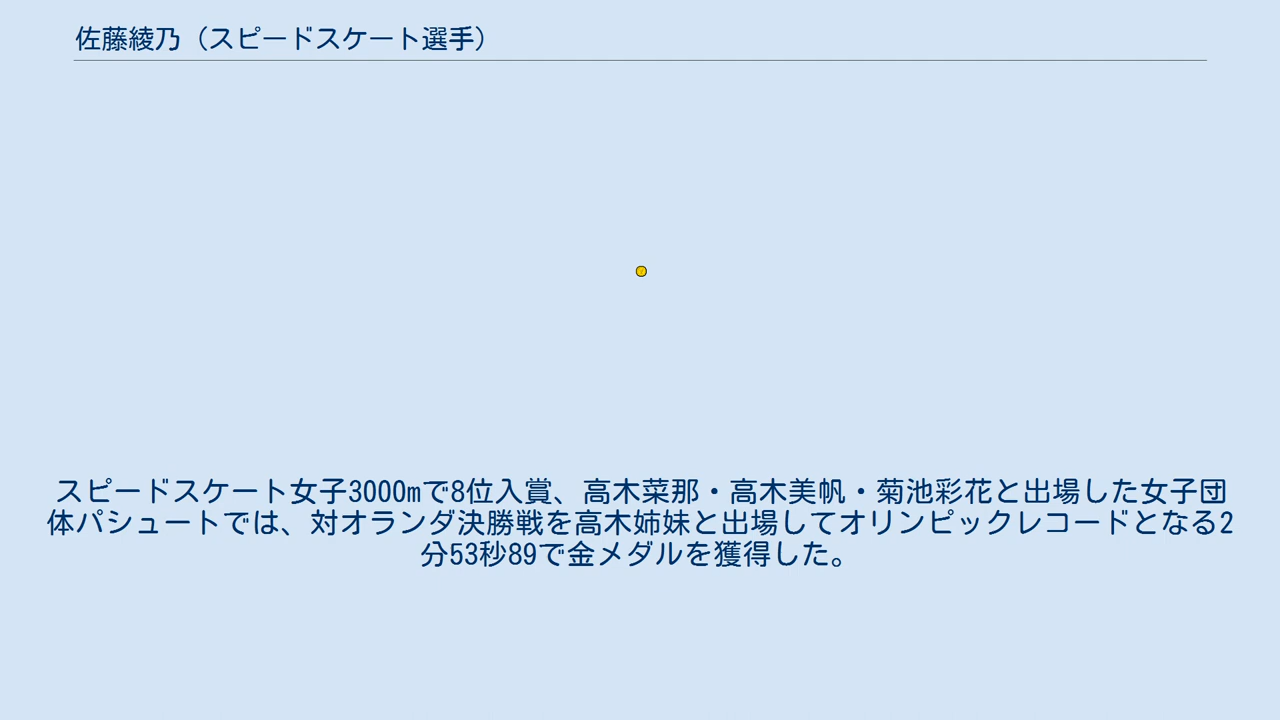 佐藤綾乃（スピードスケート選手）
スピードスケート女子3000mで8位入賞、高木菜那・高木美帆・菊池彩花と出場した女子団
体パシュートでは、対オランダ決勝戦を高木姉妹と出場してオリンピックレコードとなる2
分53秒89で金メダルを獲得した。